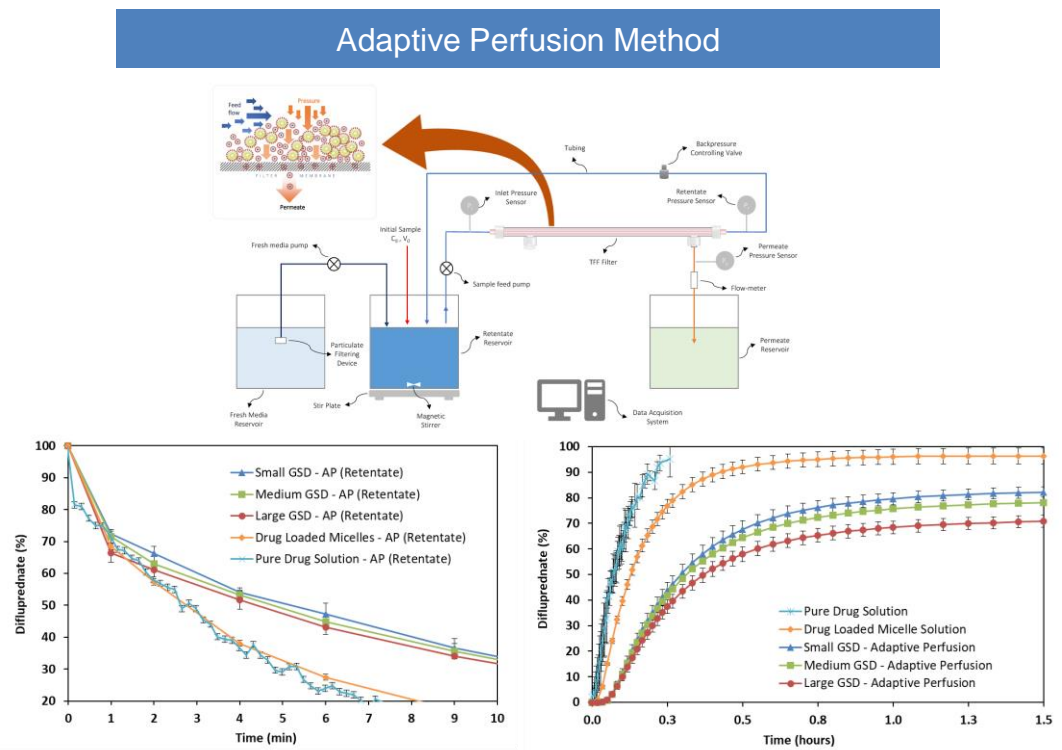 Adaptive Perfusion Method
Feed
flow
Pressure
FILTER MEMBRANE
Permeate
Tubing
Backpressure
Controlling Valve
Inlet Pressure
Sensor
Retentate
Pressure Sensor
Initial Sample
C₀, V₀
Fresh media pump
Sample feed pump
TFF Filter
Permeate
Pressure Sensor
Flow-meter
Particulate
Filtering
Device
Retentate
Reservoir
Permeate
Reservoir
Fresh Media
Reservoir
Stir Plate
Magnetic
Stirrer
Data Acquisition
System
Difluprednate (%)
100
90
80
70
60
50
40
30
20
Small GSD - AP (Retentate)
Medium GSD - AP (Retentate)
Large GSD - AP (Retentate)
Drug Loaded Micelles - AP (Retentate)
Pure Drug Solution - AP (Retentate)
0 1 2 3 4 5 6 7 8 9 10
Time (min)
Difluprednate (%)
100
90
80
70
60
50
40
30
20
10
0
Pure Drug Solution
Drug Loaded Micelle Solution
Small GSD - Adaptive Perfusion
Medium GSD - Adaptive Perfusion
Large GSD - Adaptive Perfusion
0.0 0.3 0.5 0.8 1.0 1.3 1.5
Time (hours)